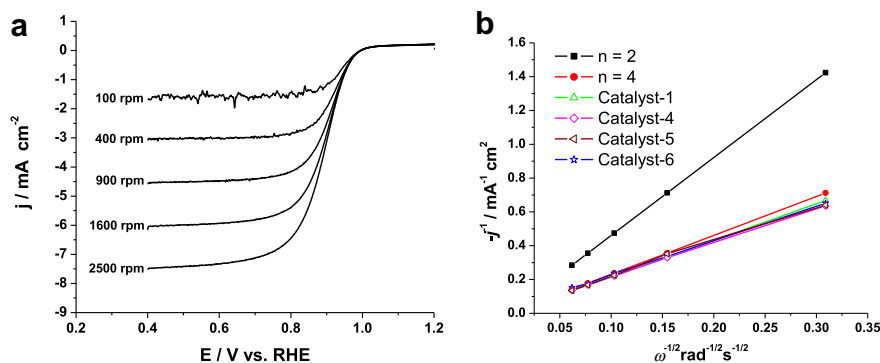 a
j / mA cm-2
1
0
-1
-2
-3
-4
-5
-6
-7
-8
-9
100 rpm
400 rpm
900 rpm
1600 rpm
2500 rpm
0.2 0.4 0.6 0.8 1.0 1.2
E / V vs. RHE
b
-j-1 / mA-1 cm2
1.6
1.4
1.2
1.0
0.8
0.6
0.4
0.2
0.0
n = 2
n = 4
Catalyst-1
Catalyst-4
Catalyst-5
Catalyst-6
0.05 0.10 0.15 0.20 0.25 0.30 0.35
ω-1/2rad-1/2s-1/2